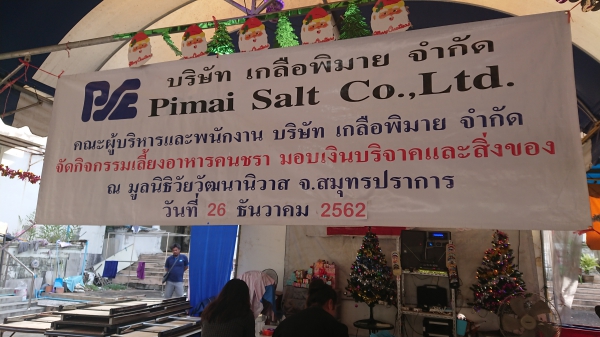 บริษัท เกลือพิมาย จำกัด
Pimai Salt Co.,Ltd.
คณะผู้บริหารและพนักงาน บริษัท เกลือพิมาย จำกัด
จัดกิจกรรมเลี้ยงอาหารคนชรา มอบเงินบริจาคและสิ่งของ
ณ มูลนิธิวัยวัฒนานิวาส จ.สมุทรปราการ
วันที่ 26 ธันวาคม 2562